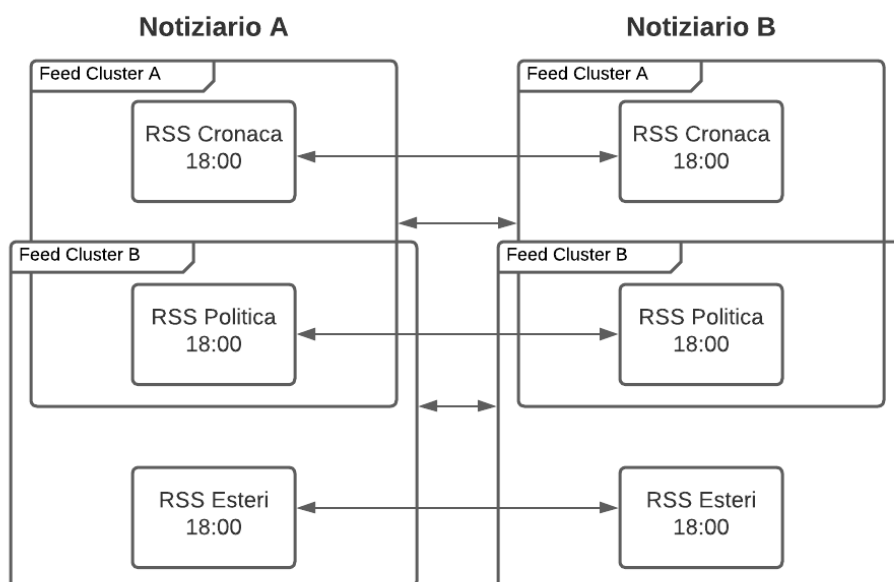 Notiziario A
Notiziario B
Feed Cluster A
Feed Cluster A
RSS Cronaca
18:00
RSS Cronaca
18:00
Feed Cluster B
Feed Cluster B
RSS Politica
18:00
RSS Politica
18:00
RSS Esteri
18:00
RSS Esteri
18:00